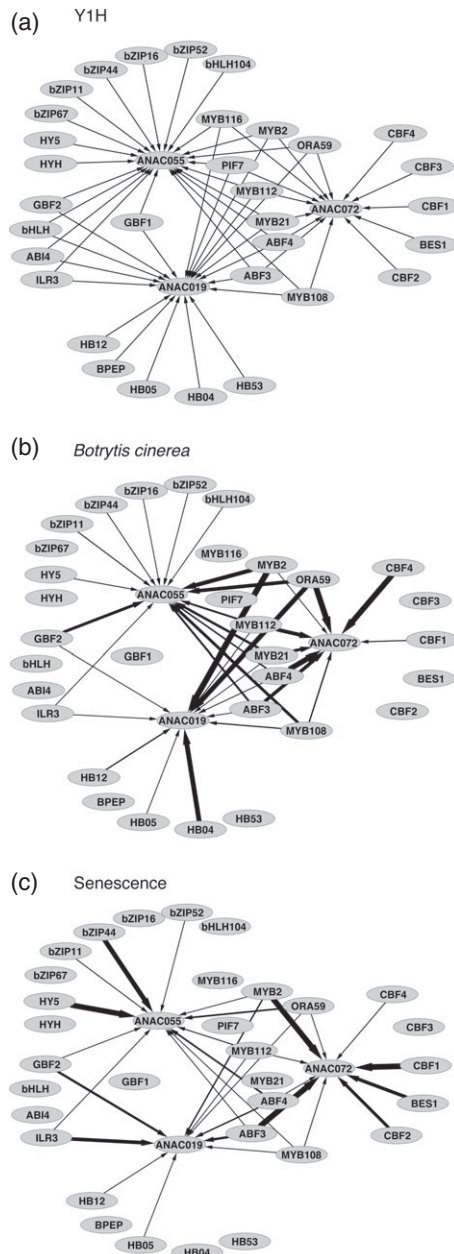 (a) Y1H
bZIP52
bZIP16
bZIP44
bHLH104
bZIP11
bZIP67
MYB116
MYB2
HY5
ORA59
CBF4
HYH
ANAC055
PIF7
CBF3
MYB112
GBF2
GBF1
MYB21
ANAC072
CBF1
bHLH
ABF4
BES1
ABI4
ILR3
ANAC019
ABF3
CBF2
MYB108
HB12
BPEP
HB05
HB04
HB53
(b) Botrytis cinerea
bZIP52
bZIP16
bZIP44
bHLH104
bZIP11
bZIP67
MYB116
MYB2
HY5
ORA59
CBF4
HYH
ANAC055
PIF7
CBF3
MYB112
GBF2
GBF1
MYB21
ANAC072
CBF1
bHLH
ABF4
BES1
ABI4
ILR3
ANAC019
ABF3
CBF2
MYB108
HB12
BPEP
HB05
HB04
HB53
(c) Senescence
bZIP52
bZIP16
bZIP44
bHLH104
bZIP11
bZIP67
MYB116
MYB2
HY5
ORA59
CBF4
HYH
ANAC055
PIF7
CBF3
MYB112
GBF2
GBF1
MYB21
ANAC072
CBF1
bHLH
ABF4
BES1
ABI4
ILR3
ANAC019
ABF3
CBF2
MYB108
HB12
BPEP
HB05
HB04
HB53